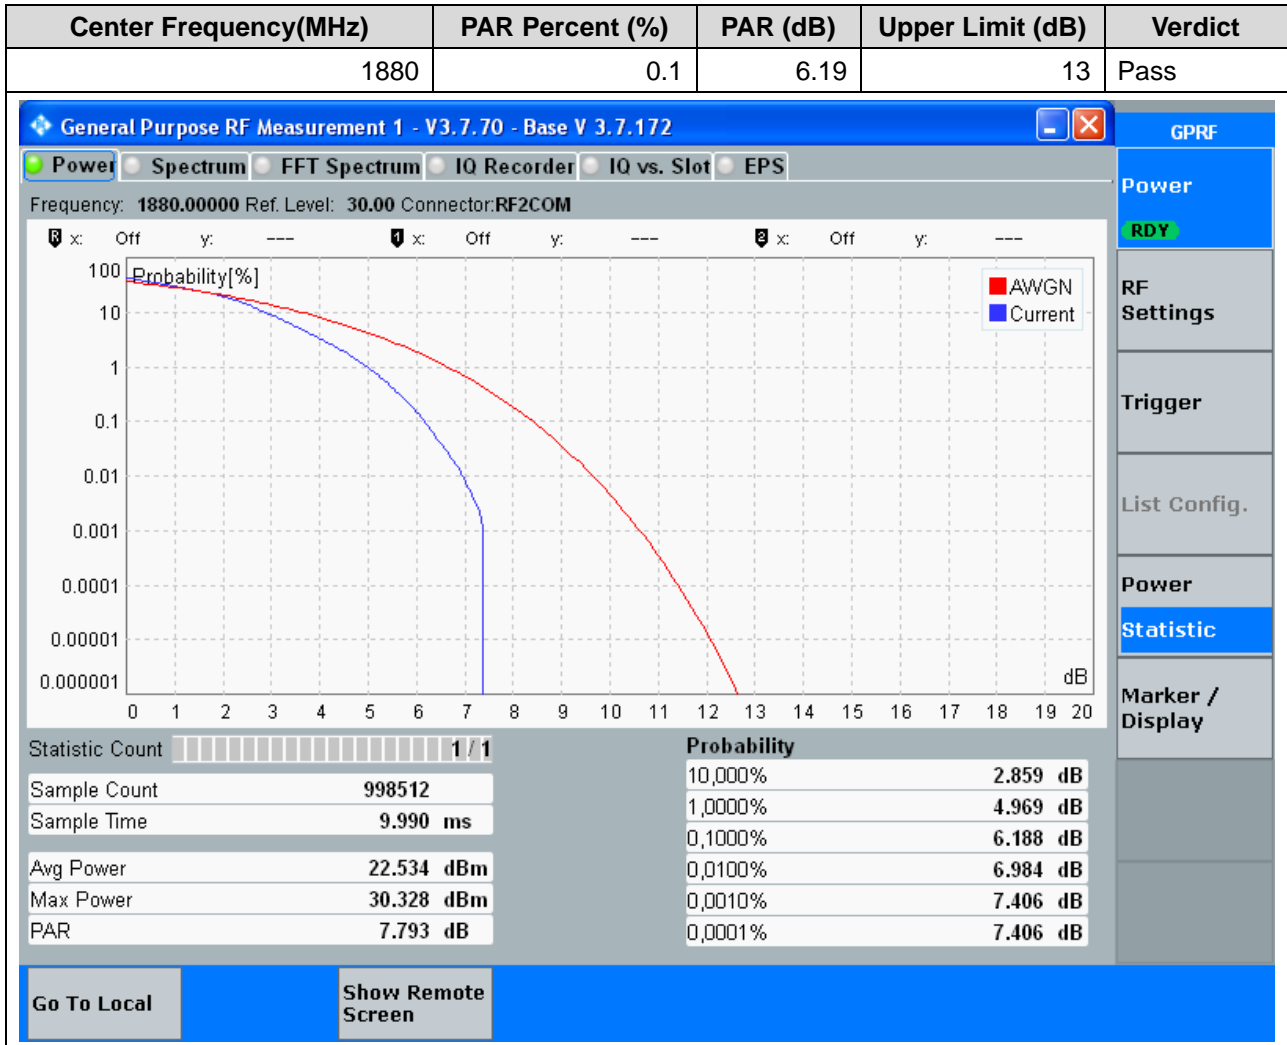 Center Frequency(MHz) PAR Percent (%) PAR (dB) Upper Limit (dB) Verdict
1880 0.1 6.19 13 Pass
General Purpose RF Measurement 1 - V3.7.70 - Base V 3.7.172
GPRF
Power Spectrum FFT Spectrum IQ Recorder IQ vs. Slot EPS
Power
RDY
Frequency: 1880.00000 Ref. Level: 30.00 Connector:RF2COM
R x: Off y: --- 1 x: Off y: --- 2 x: Off y: ---
100 Probability[%]
AWGN
Current
10
1
0.1
0.01
0.001
0.0001
0.00001
0.000001
dB
0 1 2 3 4 5 6 7 8 9 10 11 12 13 14 15 16 17 18 19 20
RF
Settings
Trigger
List Config.
Power
Statistic
Marker /
Display
Statistic Count 1 / 1
Sample Count 998512
Sample Time 9.990 ms
Avg Power 22.534 dBm
Max Power 30.328 dBm
PAR 7.793 dB
Probability
10,000% 2.859 dB
1,0000% 4.969 dB
0,1000% 6.188 dB
0,0100% 6.984 dB
0,0010% 7.406 dB
0,0001% 7.406 dB
Go To Local
Show Remote
Screen